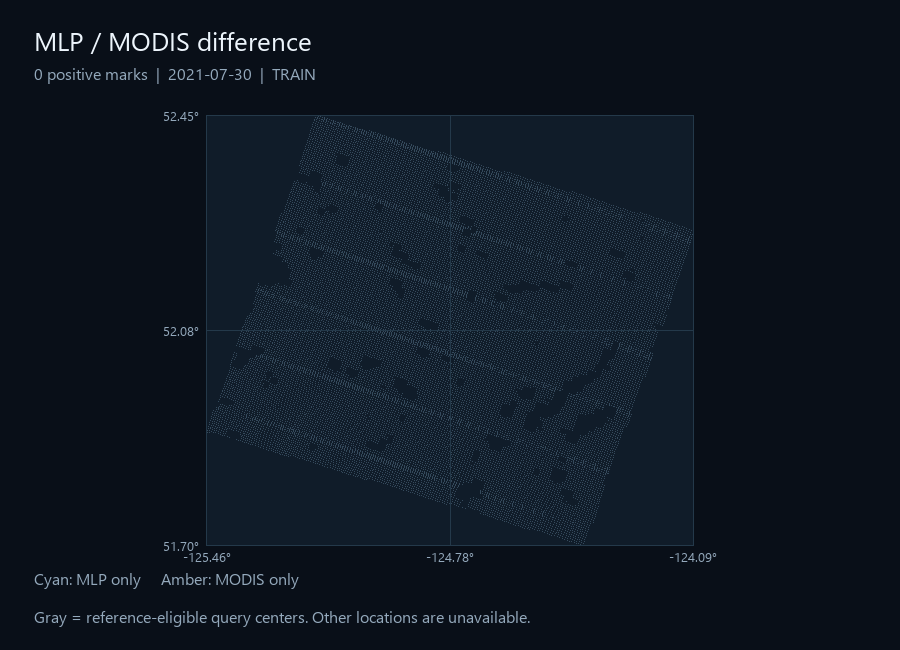 MLP / MODIS difference
0 positive marks | 2021-07-30 | TRAIN
52.45°
52.08°
51.70°
-125.46° -124.78° -124.09°
Cyan: MLP only Amber: MODIS only
Gray = reference-eligible query centers. Other locations are unavailable.